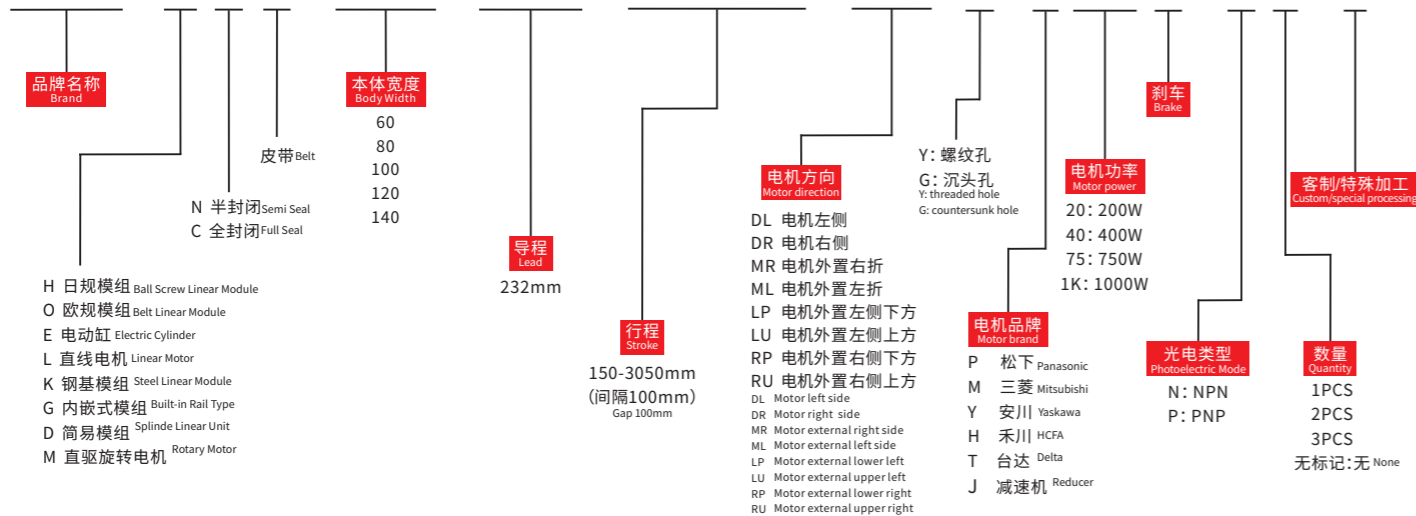 品牌名称
Brand
H 日规模组 Ball Screw Linear Module
O 欧规模组 Belt Linear Module
E 电动缸 Electric Cylinder
L 直线电机 Linear Motor
K 钢基模组 Steel Linear Module
G 内嵌式模组 Built-in Rail Type
D 简易模组 Splinde Linear Unit
M 直驱旋转电机 Rotary Motor
N 半封闭 Semi Seal
C 全封闭 Full Seal
皮带 Belt
本体宽度
Body Width
60
80
100
120
140
导程
Lead
232mm
行程
Stroke
150-3050mm
（间隔100mm）
Gap 100mm
电机方向
Motor direction
DL 电机左侧
DR 电机右侧
MR 电机外置右折
ML 电机外置左折
LP 电机外置左侧下方
LU 电机外置左侧上方
RP 电机外置右侧下方
RU 电机外置右侧上方
DL Motor left side
DR Motor right side
MR Motor external right side
ML Motor external left side
LP Motor external lower left
LU Motor external upper left
RP Motor external lower right
RU Motor external upper right
Y：螺纹孔
G：沉头孔
Y: threaded hole
G: countersunk hole
电机品牌
Motor brand
P 松下 Panasonic
M 三菱 Mitsubishi
Y 安川 Yaskawa
H 禾川 HCFA
T 台达 Delta
J 减速机 Reducer
电机功率
Motor power
20：200W
40：400W
75：750W
1K：1000W
刹车
Brake
光电类型
Photoelectric Mode
N：NPN
P：PNP
数量
Quantity
1PCS
2PCS
3PCS
无标记：无 None
客制/特殊加工
Custom/special processing